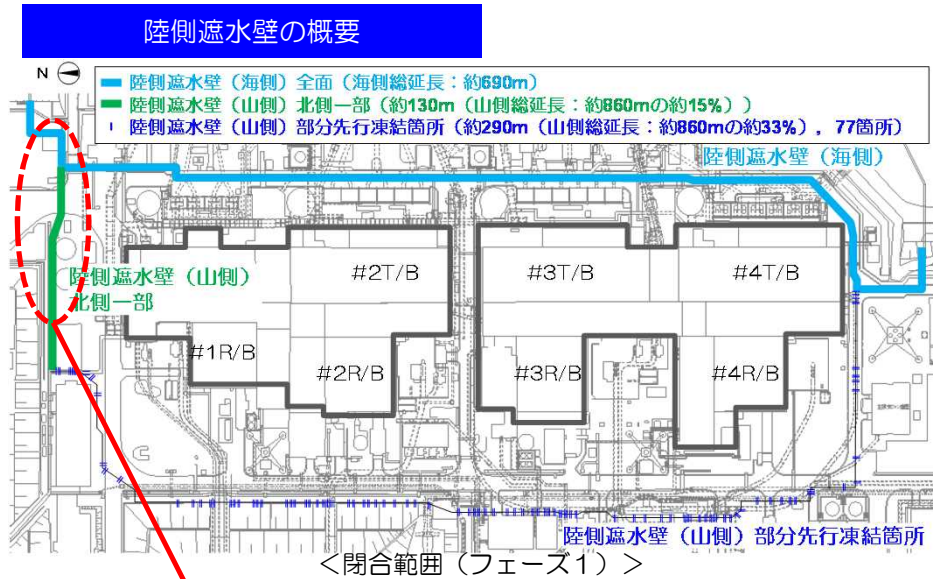 陸側遮水壁の概要
N
陸側遮水壁（海側）全面（海側総延長：約690m）
陸側遮水壁（山側）北側一部（約130m（山側総延長：約860mの約15%））
陸側遮水壁（山側）部分先行凍結箇所（約290m（山側総延長：約860mの約33%），77箇所）
陸側遮水壁（海側）
陸側遮水壁（山側）
北側一部
#2T/B
#3T/B
#4T/B
#1R/B
#2R/B
#3R/B
#4R/B
陸側遮水壁（山側）部分先行凍結箇所
＜閉合範囲（フェーズ1）＞